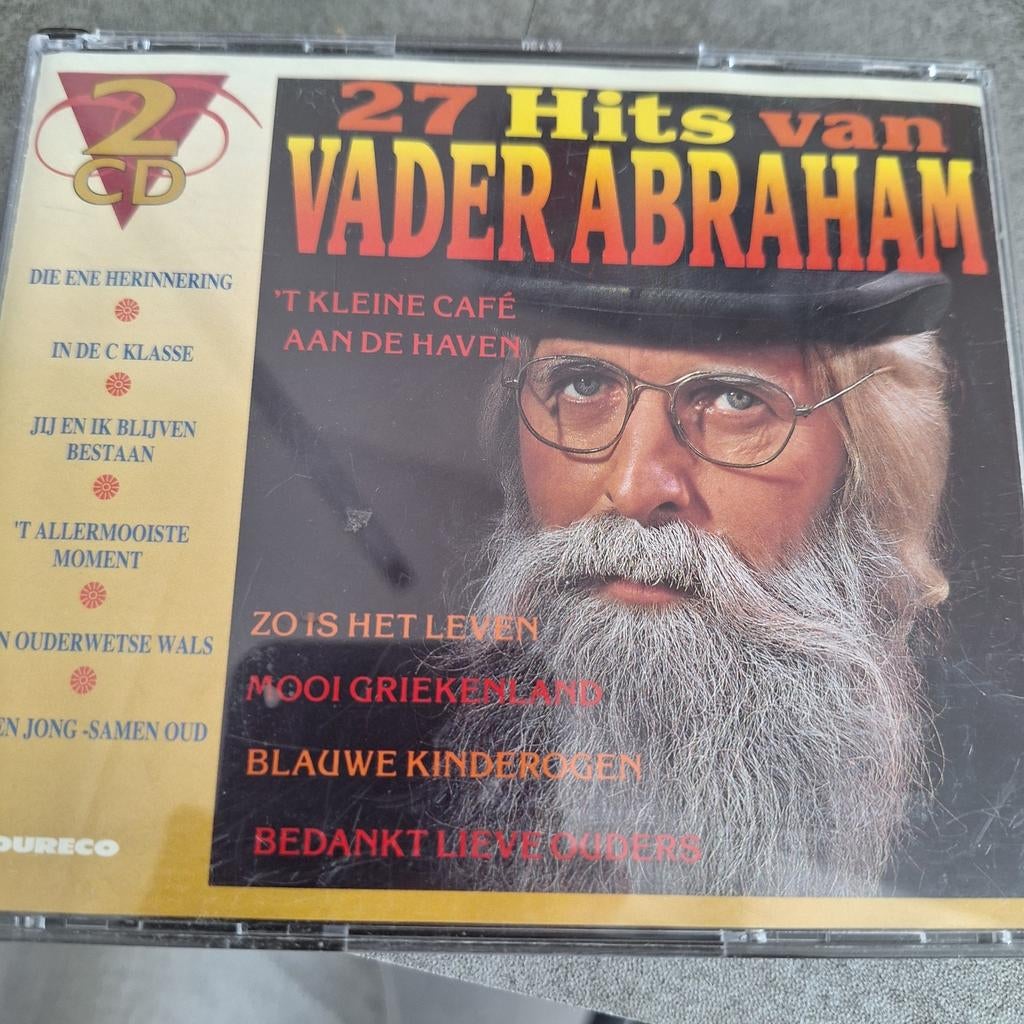 2
CD
27 Hits van
VADER ABRAHAM
'T KLEINE CAFÉ
AAN DE HAVEN
DIE ENE HERINNERING
IN DE C KLASSE
JIJ EN IK BLIJVEN
BESTAAN
'T ALLERMOOISTE
MOMENT
N OUDERWETSE WALS
EN JONG -SAMEN OUD
ZO IS HET LEVEN
MOOI GRIEKENLAND
BLAUWE KINDEROGEN
BEDANKT LIEVE OUDERS
DURECO